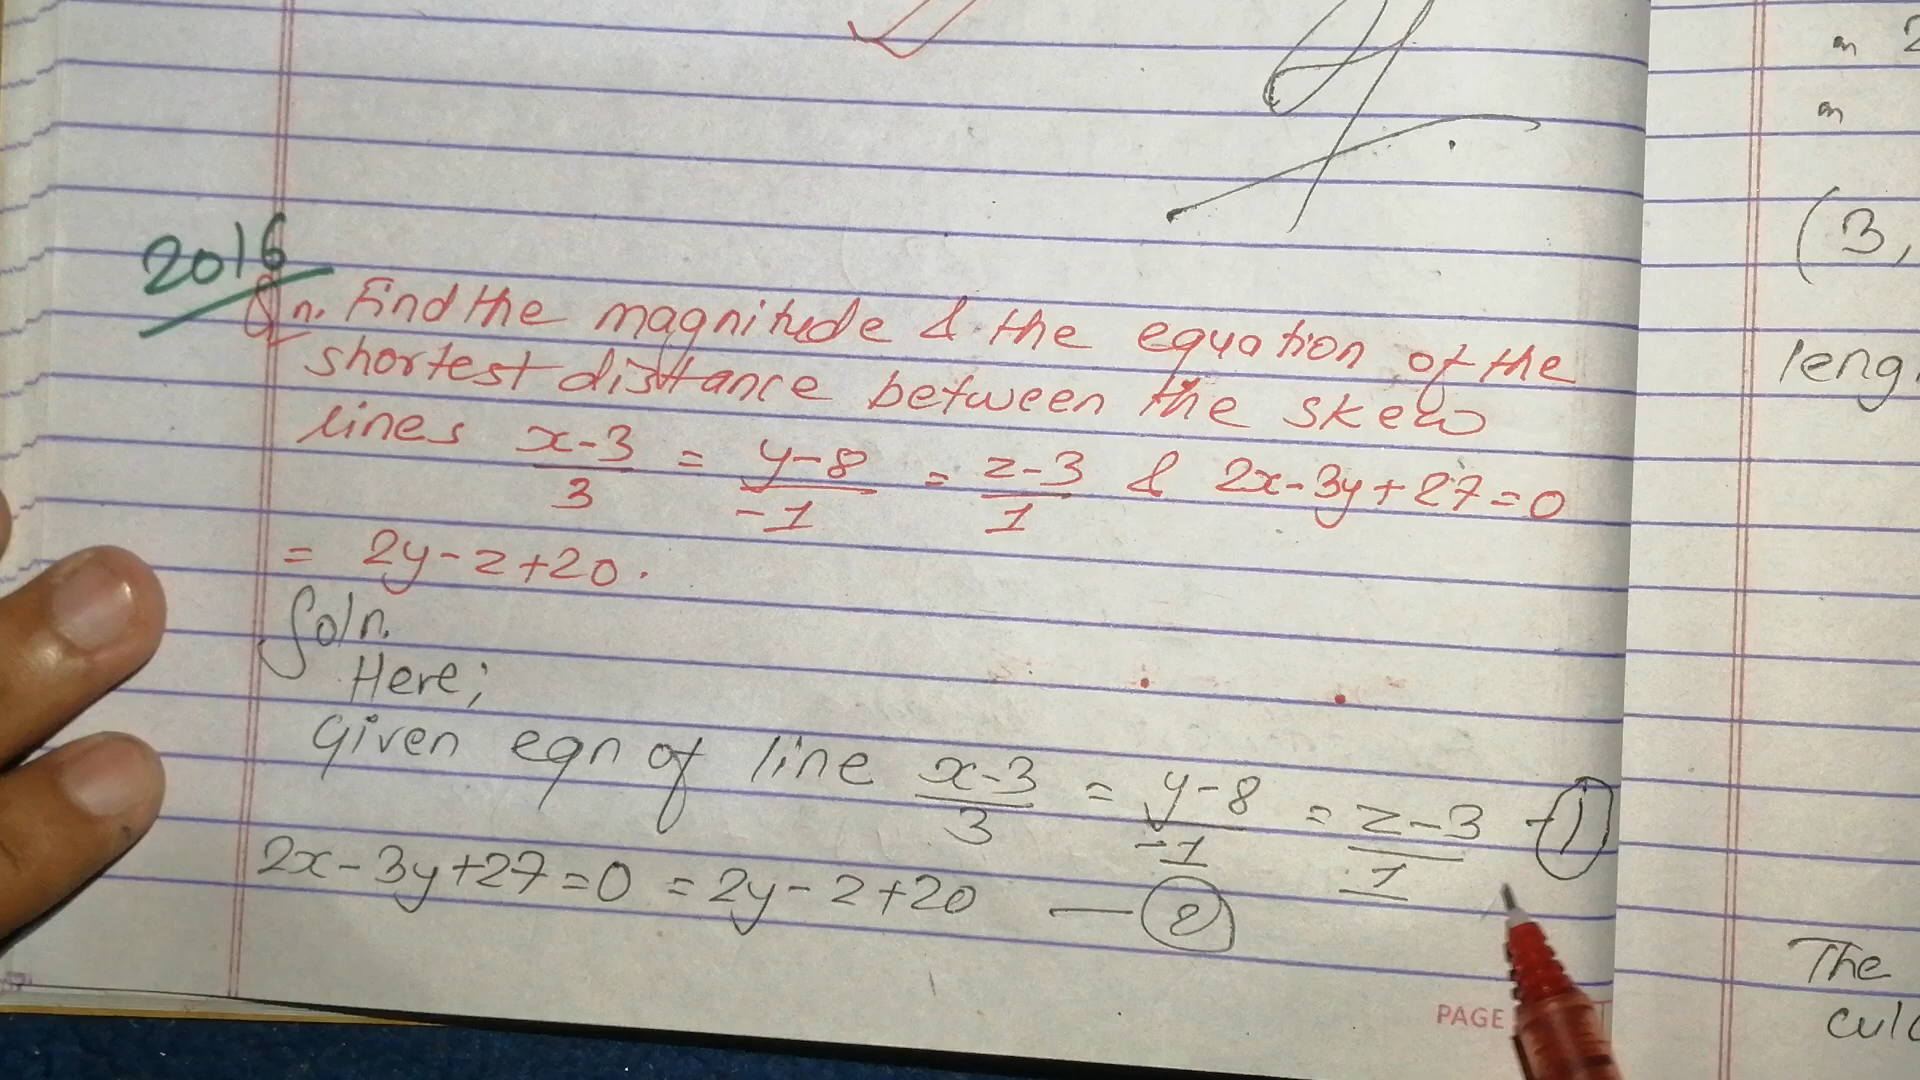 2016
Qn. Find the magnitude & the equation of the
shortest distance between the skew
lines x-3/3 = y-8/-1 = z-3/1 & 2x-3y+27=0
= 2y-z+20.
Soln.
Here;
Given eqn of line x-3/3 = y-8/-1 = z-3/1 - ①
2x-3y+27=0 = 2y-z+20 — ②
PAGE
(3,
leng
The
culc